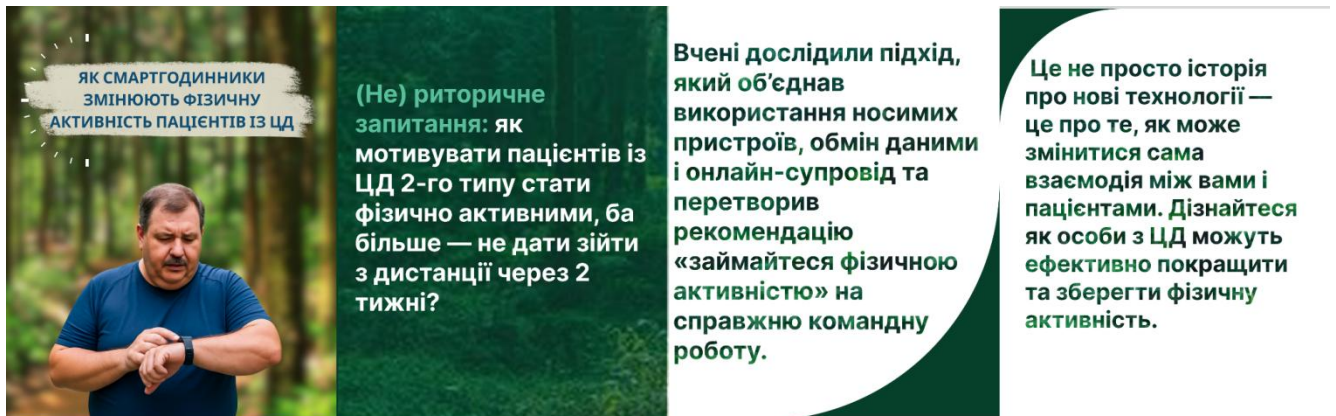 ЯК СМАРТГОДИННИКИ
ЗМІНЮЮТЬ ФІЗИЧНУ
АКТИВНІСТЬ ПАЦІЄНТІВ ІЗ ЦД
(Не) риторичне
запитання: як
мотивувати пацієнтів із
ЦД 2-го типу стати
фізично активними, ба
більше — не дати зійти
з дистанції через 2
тижні?
Вчені дослідили підхід,
який об’єднав
використання носимих
пристроїв, обмін даними
і онлайн-супровід та
перетворив
рекомендацію
«займайтеся фізичною
активністю» на
справжню командну
роботу.
Це не просто історія
про нові технології —
це про те, як може
змінитися сама
взаємодія між вами і
пацієнтами. Дізнайтеся
як особи з ЦД можуть
ефективно покращити
та зберегти фізичну
активність.